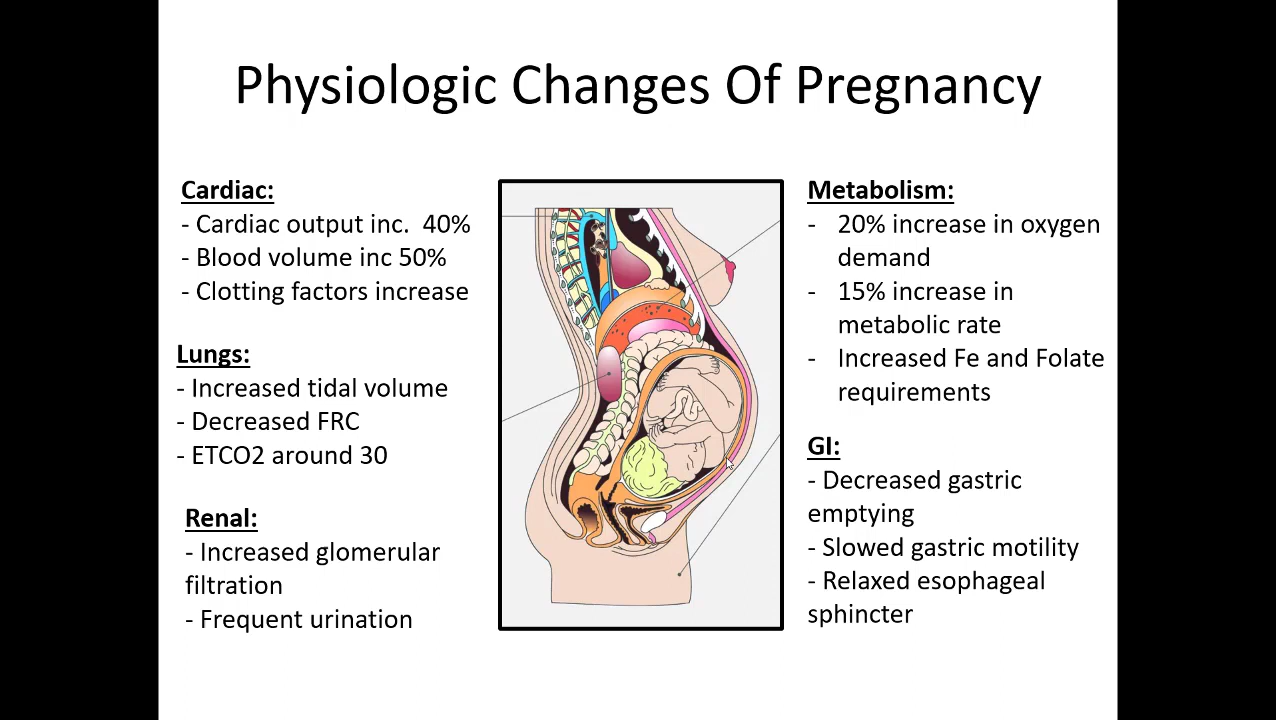 Physiologic Changes Of Pregnancy
Cardiac:
- Cardiac output inc.  40%
- Blood volume inc 50%
- Clotting factors increase
Lungs:
- Increased tidal volume
- Decreased FRC
- ETCO2 around 30
Renal:
- Increased glomerular
filtration
- Frequent urination
Metabolism:
- 20% increase in oxygen
demand
- 15% increase in
metabolic rate
- Increased Fe and Folate
requirements
GI:
- Decreased gastric
emptying
- Slowed gastric motility
- Relaxed esophageal
sphincter